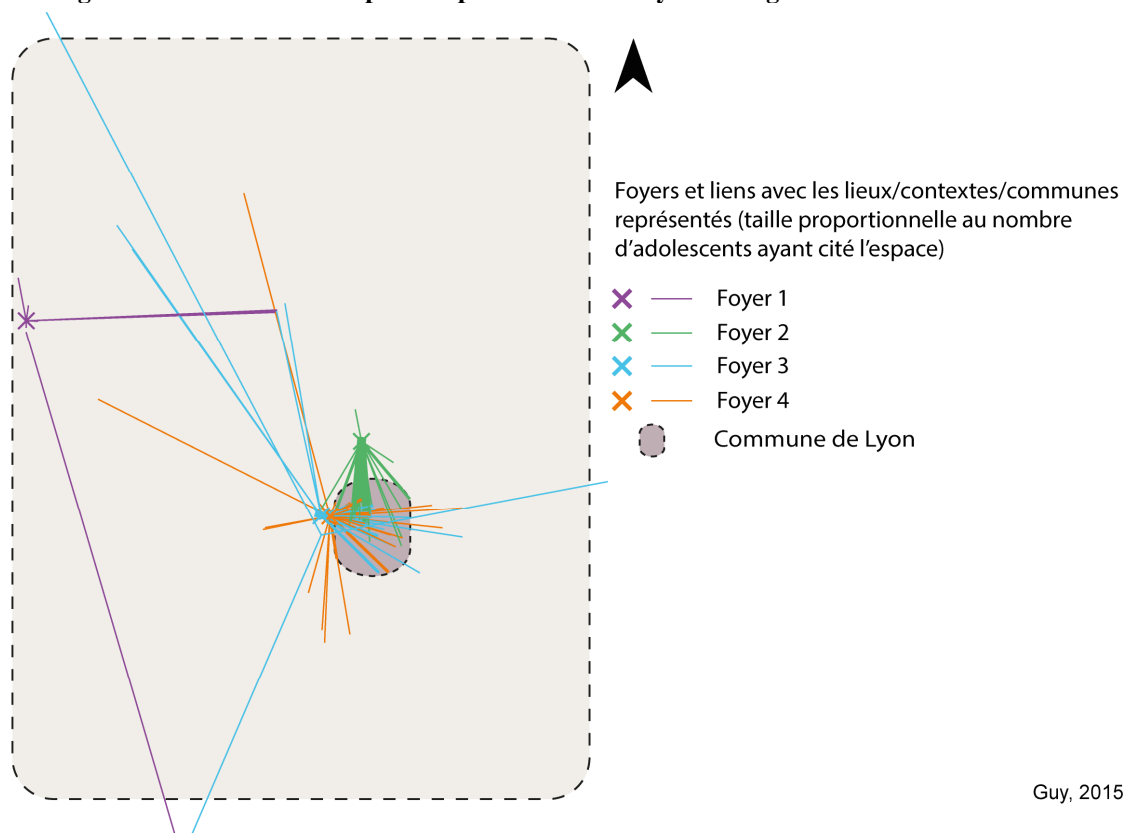 Foyers et liens avec les lieux/contextes/communes
représentés (taille proportionnelle au nombre
d’adolescents ayant cité l’espace)
Foyer 1
Foyer 2
Foyer 3
Foyer 4
Commune de Lyon
Guy, 2015